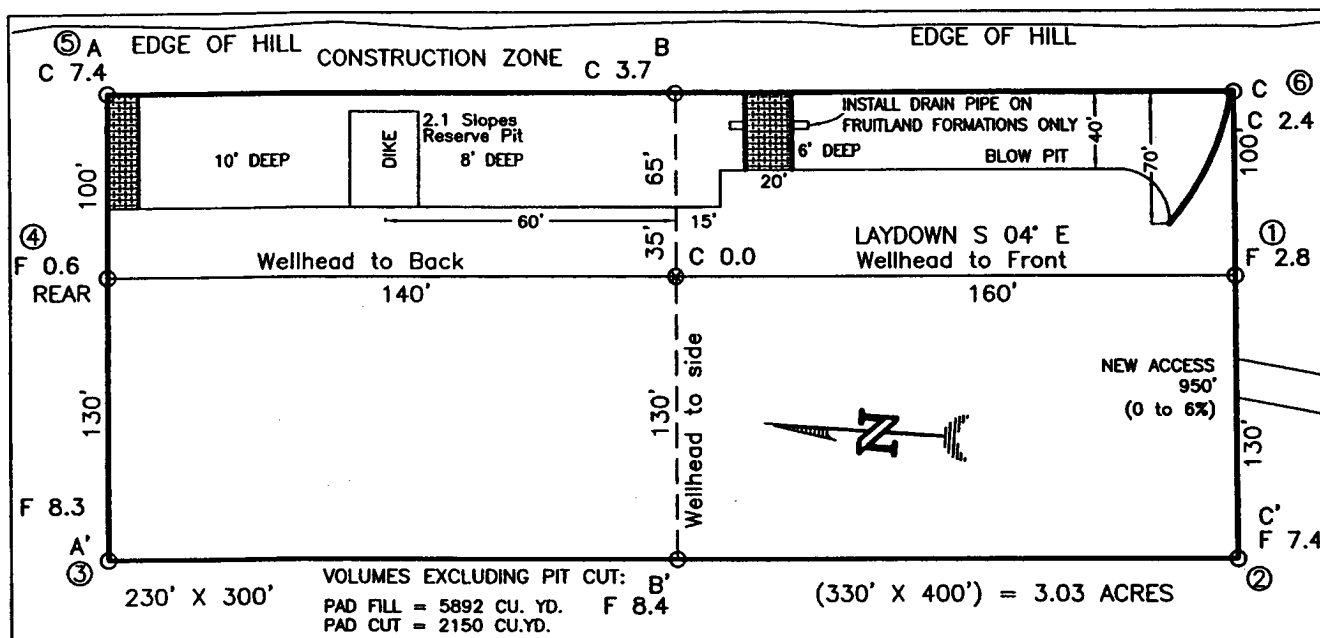 ⑤ A EDGE OF HILL
CONSTRUCTION ZONE
B
EDGE OF HILL
C 7.4
C 3.7
C ⑥
C 2.4
INSTALL DRAIN PIPE ON
FRUITLAND FORMATIONS ONLY
2.1 Slopes
Reserve Pit
DIKE
10' DEEP
8' DEEP
6' DEEP
BLOW PIT
40'
70'
20'
100'
65'
100'
60'
15'
35'
④
F 0.6
REAR
Wellhead to Back
140'
C 0.0
LAYDOWN S 04° E
Wellhead to Front
160'
①
F 2.8
NEW ACCESS
950'
(0 to 6%)
130'
130'
Wellhead to side
N
130'
F 8.3
A'
③
C'
F 7.4
②
230' X 300'
VOLUMES EXCLUDING PIT CUT:
PAD FILL = 5892 CU. YD.
PAD CUT = 2150 CU.YD.
B'
F 8.4
(330' X 400') = 3.03 ACRES